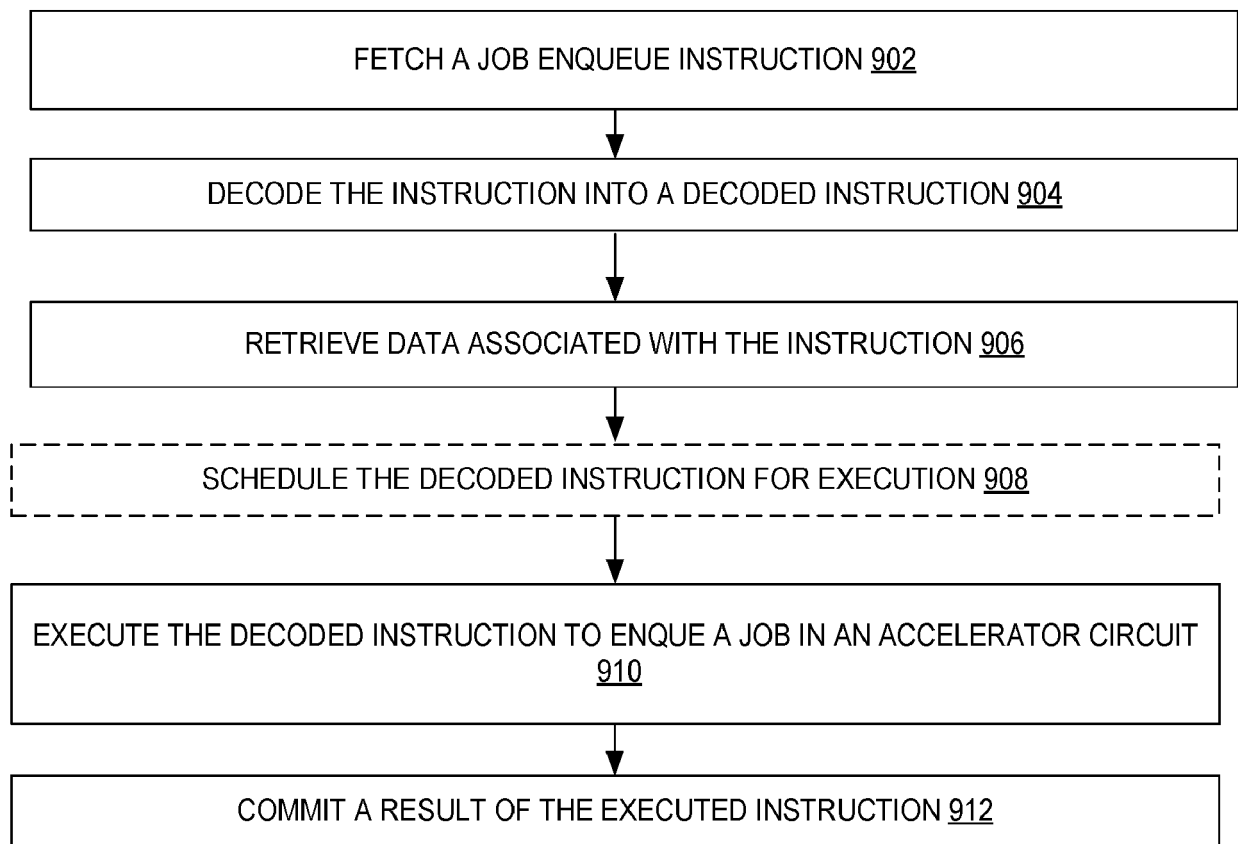 FETCH A JOB ENQUEUE INSTRUCTION 902
DECODE THE INSTRUCTION INTO A DECODED INSTRUCTION 904
RETRIEVE DATA ASSOCIATED WITH THE INSTRUCTION 906
SCHEDULE THE DECODED INSTRUCTION FOR EXECUTION 908
EXECUTE THE DECODED INSTRUCTION TO ENQUE A JOB IN AN ACCELERATOR CIRCUIT
910
COMMIT A RESULT OF THE EXECUTED INSTRUCTION 912